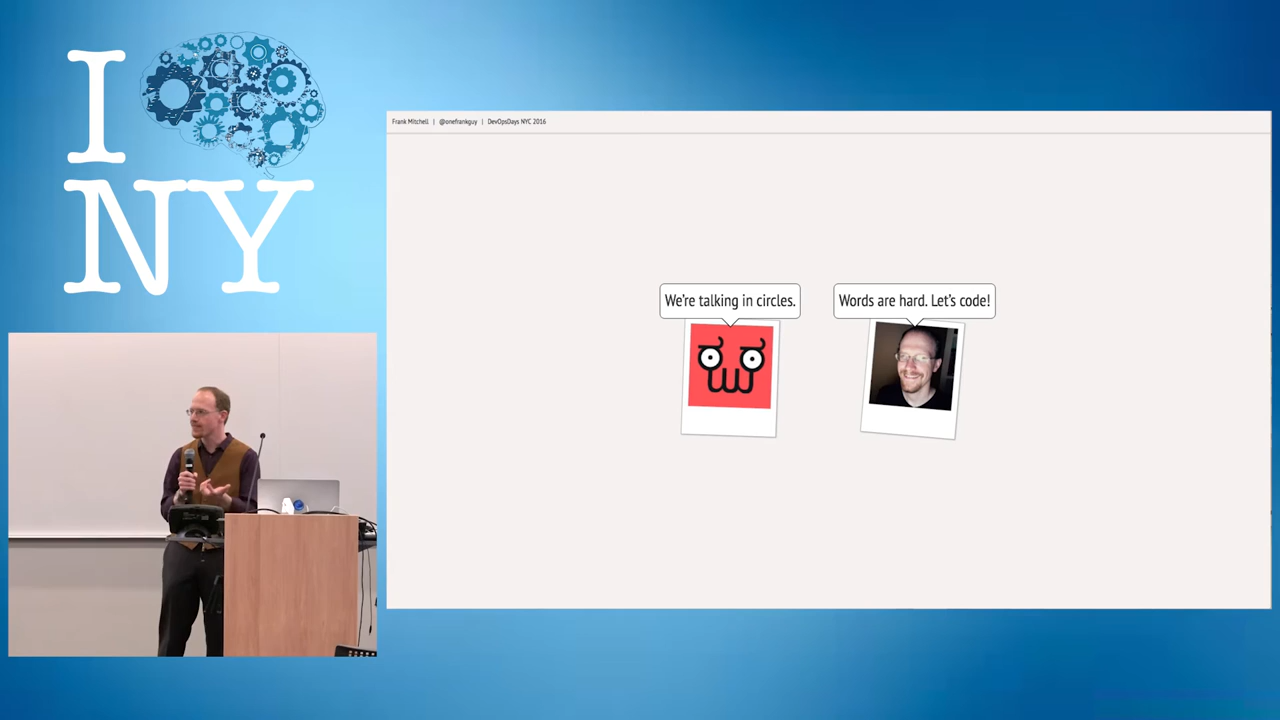 I
NY
Frank Mitchell | @onefrankguy | DevOpsDays NYC 2016
We're talking in circles.
Words are hard. Let's code!